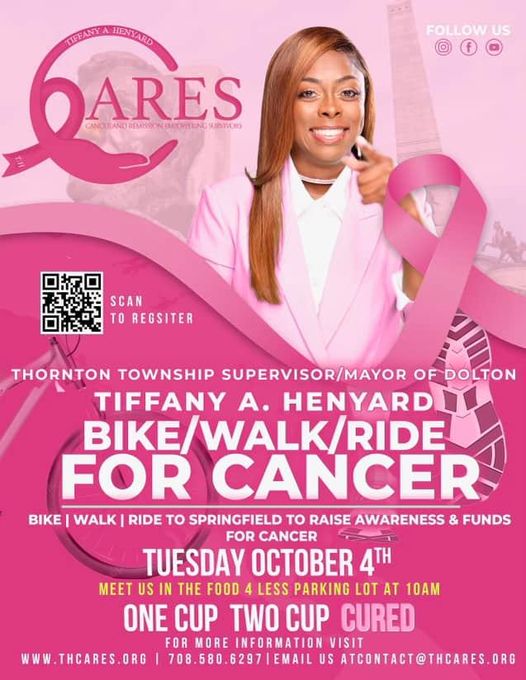 FOLLOW US
TIFFANY A. HENYARD
CARES
CANCER AND REMISSION EMPOWERING SURVIVORS
T.H
SCAN
TO REGSITER
THORNTON TOWNSHIP SUPERVISOR/MAYOR OF DOLTON
TIFFANY A. HENYARD
BIKE/WALK/RIDE
FOR CANCER
BIKE | WALK | RIDE TO SPRINGFIELD TO RAISE AWARENESS & FUNDS
FOR CANCER
TUESDAY OCTOBER 4TH
MEET US IN THE FOOD 4 LESS PARKING LOT AT 10AM
ONE CUP TWO CUP CURED
FOR MORE INFORMATION VISIT
WWW.THCARES.ORG | 708.580.6297 | EMAIL US ATCONTACT@THCARES.ORG